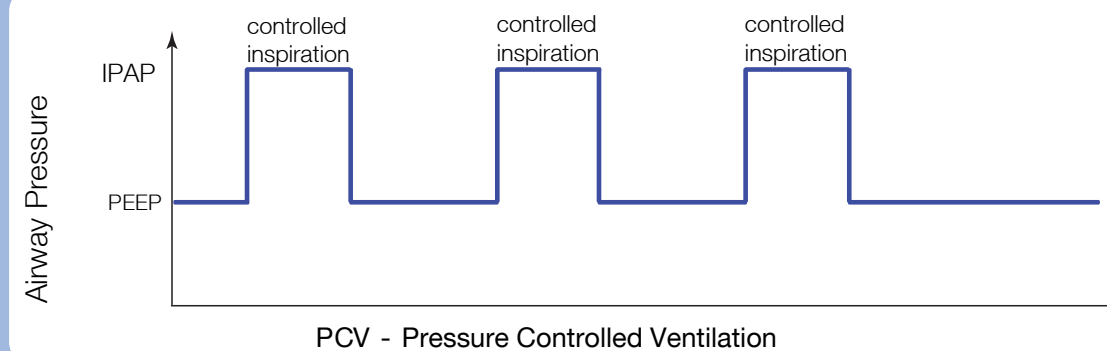 controlled
inspiration
controlled
inspiration
controlled
inspiration
IPAP
PEEP
Airway Pressure
PCV - Pressure Controlled Ventilation